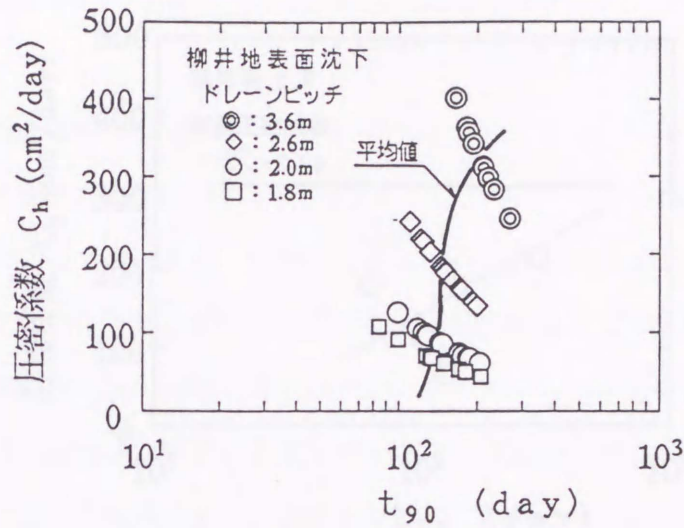 500
400
300
200
100
0
圧密係数 Cₕ (cm²/day)
柳井地表面沈下
ドレーンピッチ
◎：3.6m
◇：2.6m
○：2.0m
□：1.8m
平均値
10¹
10²
10³
t₉₀ (day)